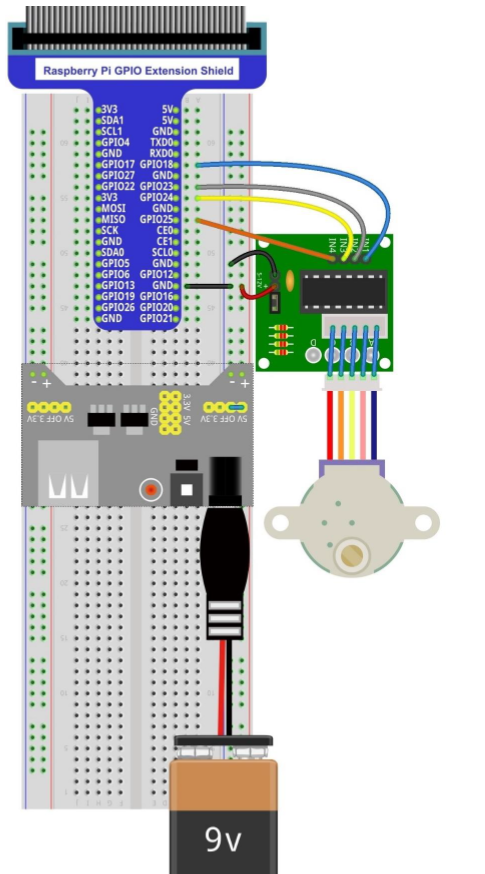 Raspberry Pi GPIO Extension Shield
3V3 5V
SDA1 5V
SCL1 GND
GPIO4 TXD0
GND RXD0
GPIO17 GPIO18
GPIO27 GND
GPIO22 GPIO23
3V3 GPIO24
MOSI GND
MISO GPIO25
SCK CE0
GND CE1
SDA0 SCL0
GPIO5 GND
GPIO6 GPIO12
GPIO13 GND
GPIO19 GPIO16
GPIO26 GPIO20
GND GPIO21
IN4 IN3 IN2 IN1
5-12V
- +
D
A
- +
- +
5V OFF 3.3V
GND
3.3V 5V
5V OFF 3.3V
9v